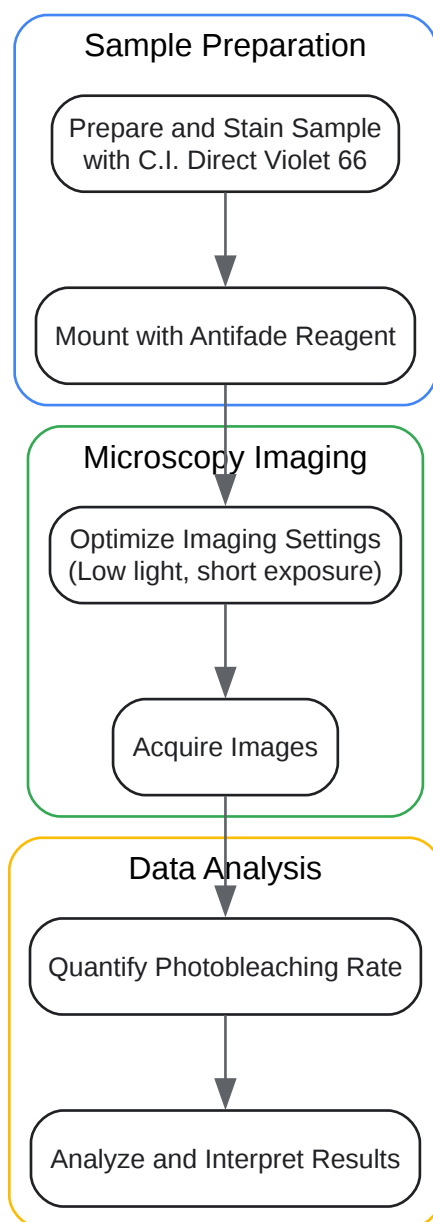 Sample Preparation
Prepare and Stain Sample
with C.I. Direct Violet 66
Mount with Antifade Reagent
Microscopy Imaging
Optimize Imaging Settings
(Low light, short exposure)
Acquire Images
Data Analysis
Quantify Photobleaching Rate
Analyze and Interpret Results